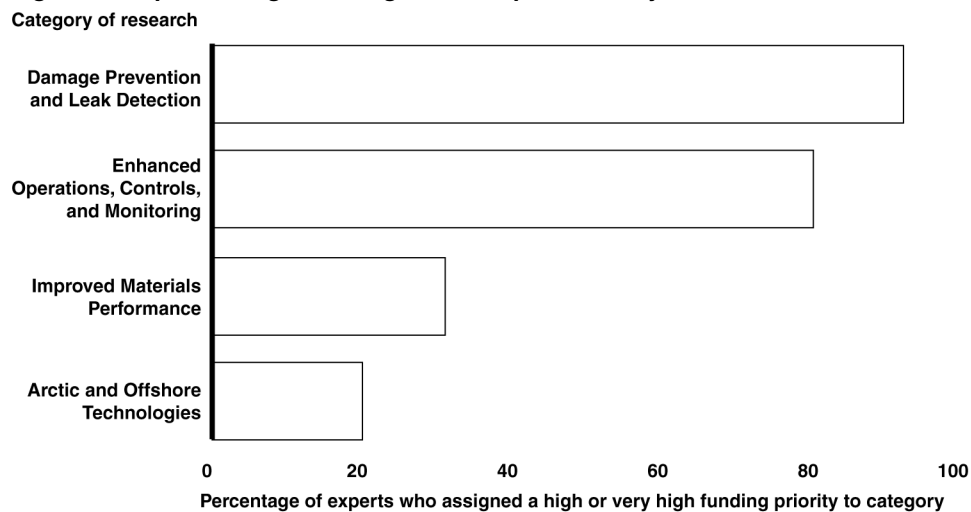 Category of research
Damage Prevention
and Leak Detection
Enhanced
Operations, Controls,
and Monitoring
Improved Materials
Performance
Arctic and Offshore
Technologies
0 20 40 60 80 100
Percentage of experts who assigned a high or very high funding priority to category